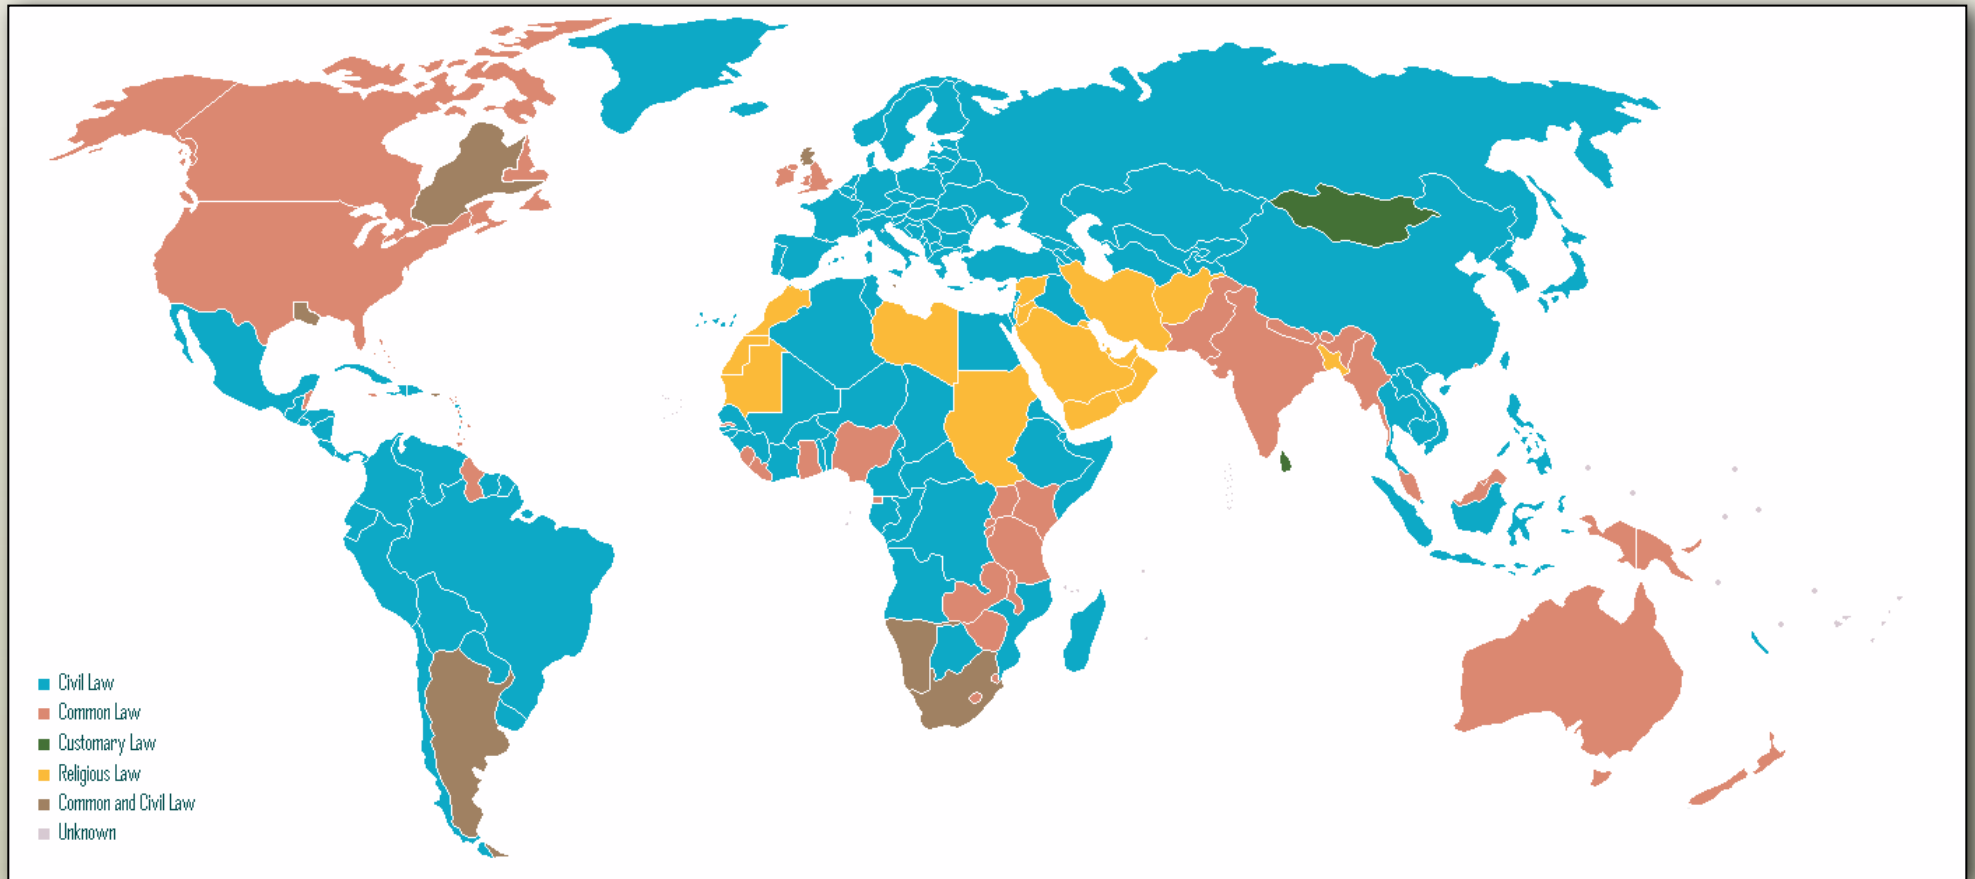 Civil Law
Common Law
Customary Law
Religious Law
Common and Civil Law
Unknown